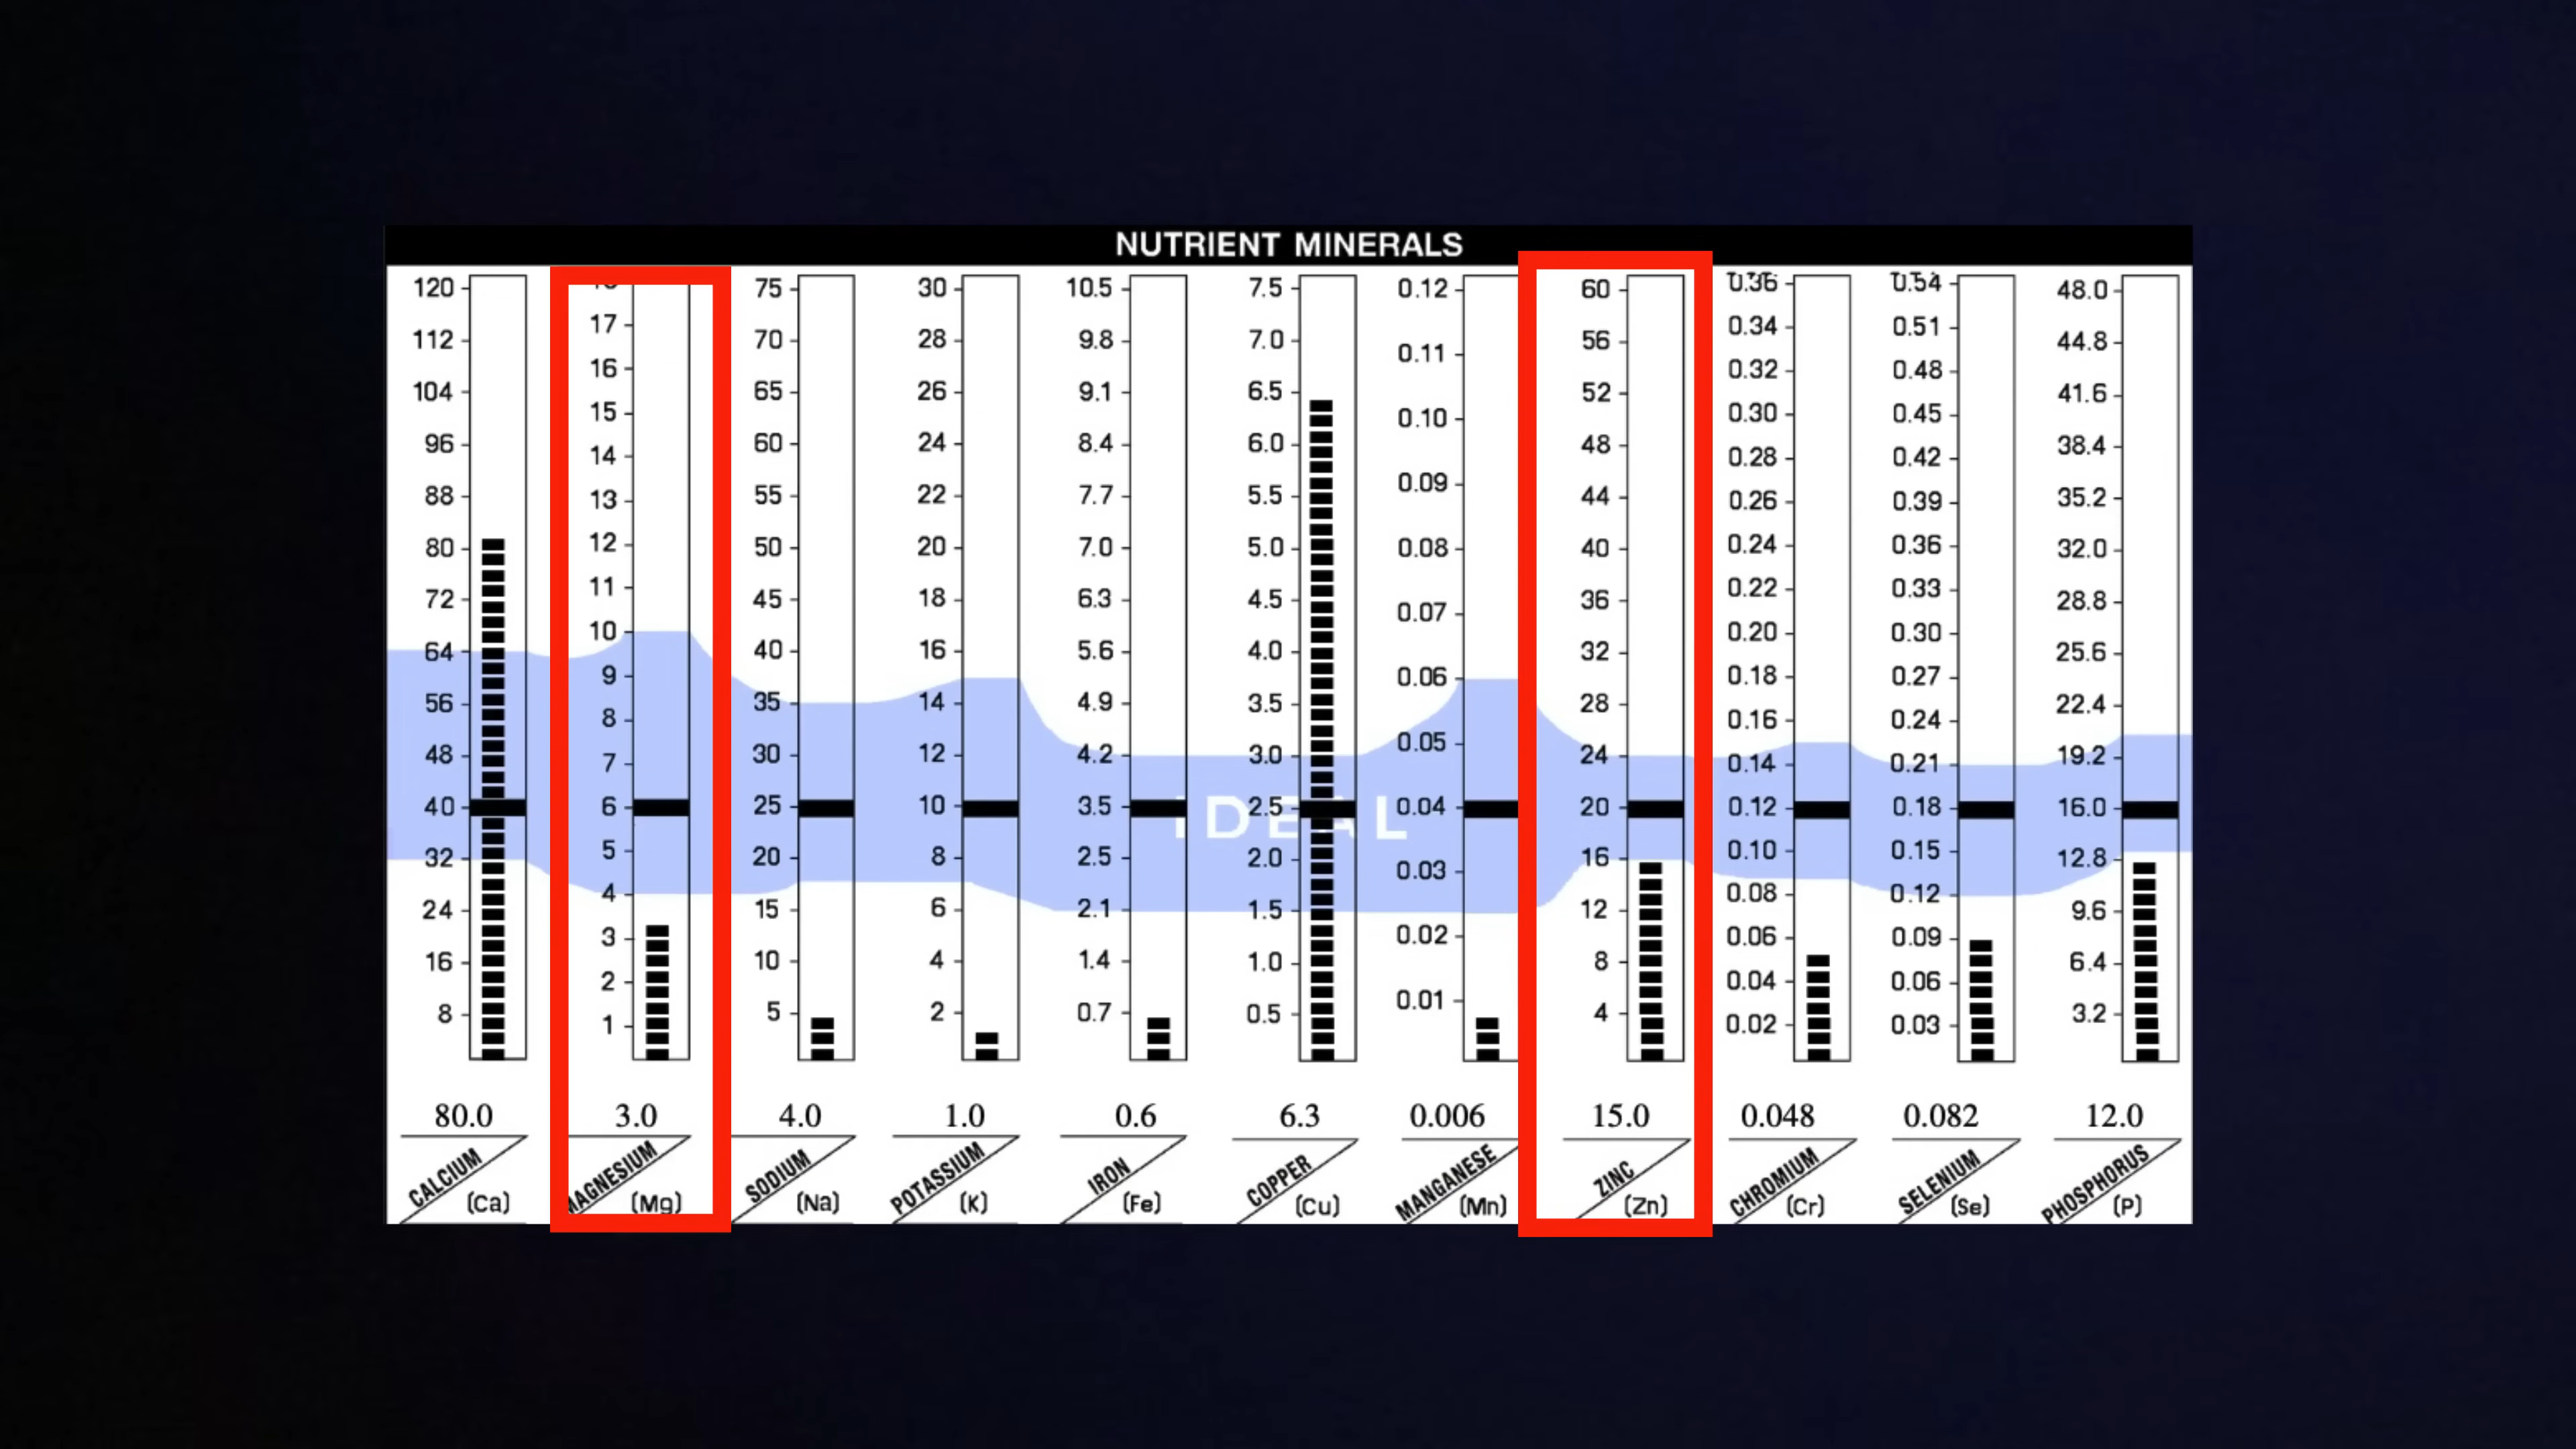 NUTRIENT MINERALS
120 112 104 96 88 80 72 64 56 48 40 32 24 16 8
17 16 15 14 13 12 11 10 9 8 7 6 5 4 3 2 1
75 70 65 60 55 50 45 40 35 30 25 20 15 10 5
30 28 26 24 22 20 18 16 14 12 10 8 6 4 2
10.5 9.8 9.1 8.4 7.7 7.0 6.3 5.6 4.9 4.2 3.5 2.5 2.1 1.4 0.7
7.5 7.0 6.5 6.0 5.5 5.0 4.5 4.0 3.5 3.0 2.5 2.0 1.5 1.0 0.5
0.12 0.11 0.10 0.09 0.08 0.07 0.06 0.05 0.04 0.03 0.02 0.01
60 56 52 48 44 40 36 32 28 24 20 16 12 8 4
0.36 0.34 0.32 0.30 0.28 0.26 0.24 0.22 0.20 0.18 0.16 0.14 0.12 0.10 0.08 0.06 0.04 0.02
0.54 0.51 0.48 0.45 0.42 0.39 0.36 0.33 0.30 0.27 0.24 0.21 0.18 0.15 0.12 0.09 0.06 0.03
48.0 44.8 41.6 38.4 35.2 32.0 28.8 25.6 22.4 19.2 16.0 12.8 9.6 6.4 3.2
IDEAL
80.0 3.0 4.0 1.0 0.6 6.3 0.006 15.0 0.048 0.082 12.0
CALCIUM MAGNESIUM SODIUM POTASSIUM IRON COPPER MANGANESE ZINC CHROMIUM SELENIUM PHOSPHORUS
(Ca) (Mg) (Na) (K) (Fe) (Cu) (Mn) (Zn) (Cr) (Se) (P)